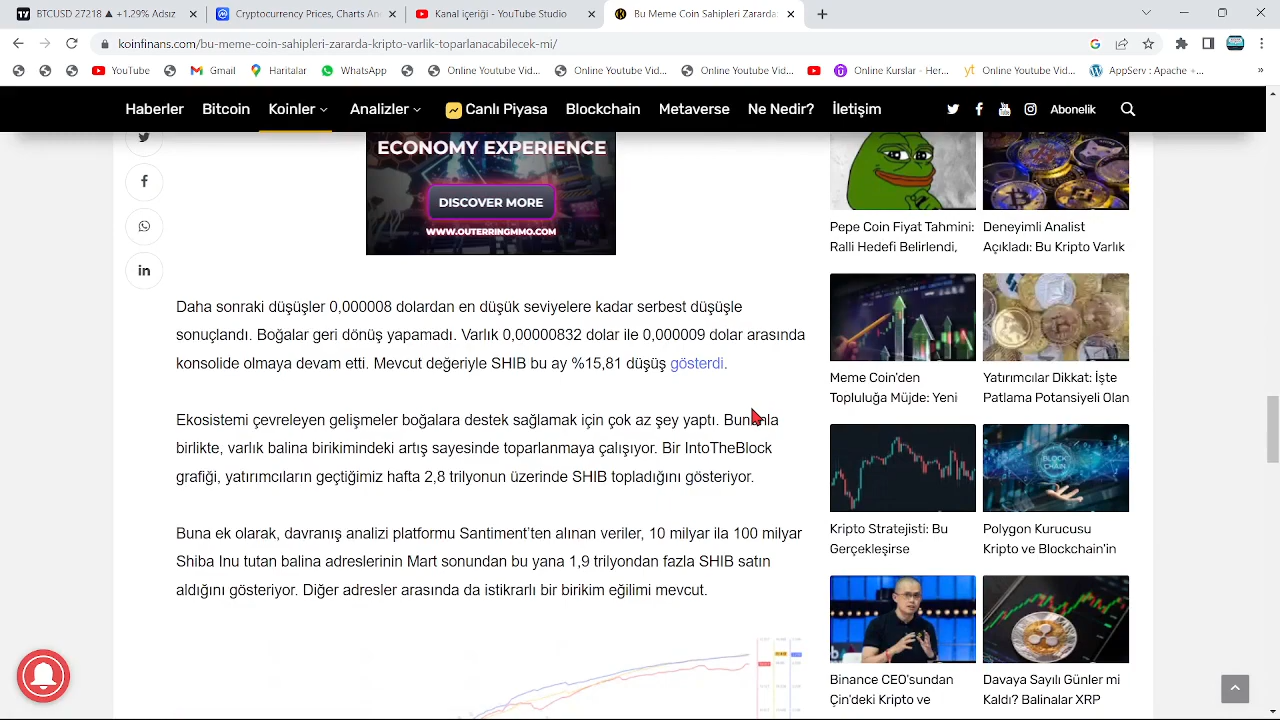 BTCUSD 27218 ▲ +1.29% Adsız
Cryptocurrency Prices, Charts An
Kanal içeriği - YouTube Studio
Bu Meme Coin Sahipleri Zararda:
koinfinans.com/bu-meme-coin-sahipleri-zararda-kripto-varlik-toparlanabilecekmi/
YouTube
Gmail
Haritalar
WhatsApp
Online Youtube Vid...
Online Youtube Vid...
Online Youtube Vid...
Online Kurslar - Her...
Online Youtube Vid...
AppServ : Apache +...
Haberler
Bitcoin
Koinler
Analizler
Canlı Piyasa
Blockchain
Metaverse
Ne Nedir?
İletişim
Abonelik
ECONOMY EXPERIENCE
DISCOVER MORE
WWW.OUTERRINGMMO.COM
Daha sonraki düşüşler 0,000008 dolardan en düşük seviyelere kadar serbest düşüşle
sonuçlandı. Boğalar geri dönüş yapamadı. Varlık 0,00000832 dolar ile 0,000009 dolar arasında
konsolide olmaya devam etti. Mevcut değeriyle SHIB bu ay %15,81 düşüş gösterdi.
Ekosistemi çevreleyen gelişmeler boğalara destek sağlamak için çok az şey yaptı. Bununla
birlikte, varlık balina birikimindeki artış sayesinde toparlanmaya çalışıyor. Bir IntoTheBlock
grafiği, yatırımcıların geçtiğimiz hafta 2,8 trilyonun üzerinde SHIB topladığını gösteriyor.
Buna ek olarak, davranış analizi platformu Santiment'ten alınan veriler, 10 milyar ila 100 milyar
Shiba Inu tutan balina adreslerinin Mart sonundan bu yana 1,9 trilyondan fazla SHIB satın
aldığını gösteriyor. Diğer adresler arasında da istikrarlı bir birikim eğilimi mevcut.
Pepe Coin Fiyat Tahmini:
Ralli Hedefi Belirlendi,
Deneyimli Analist
Açıkladı: Bu Kripto Varlık
Meme Coin'den
Topluluğa Müjde: Yeni
Yatırımcılar Dikkat: İşte
Patlama Potansiyeli Olan
BLOCK
CHAIN
Kripto Stratejisti: Bu
Gerçekleşirse
Polygon Kurucusu
Kripto ve Blockchain'in
Binance CEO'sundan
Çin'deki Kripto ve
Davaya Sayılı Günler mi
Kaldı? Balinalar XRP